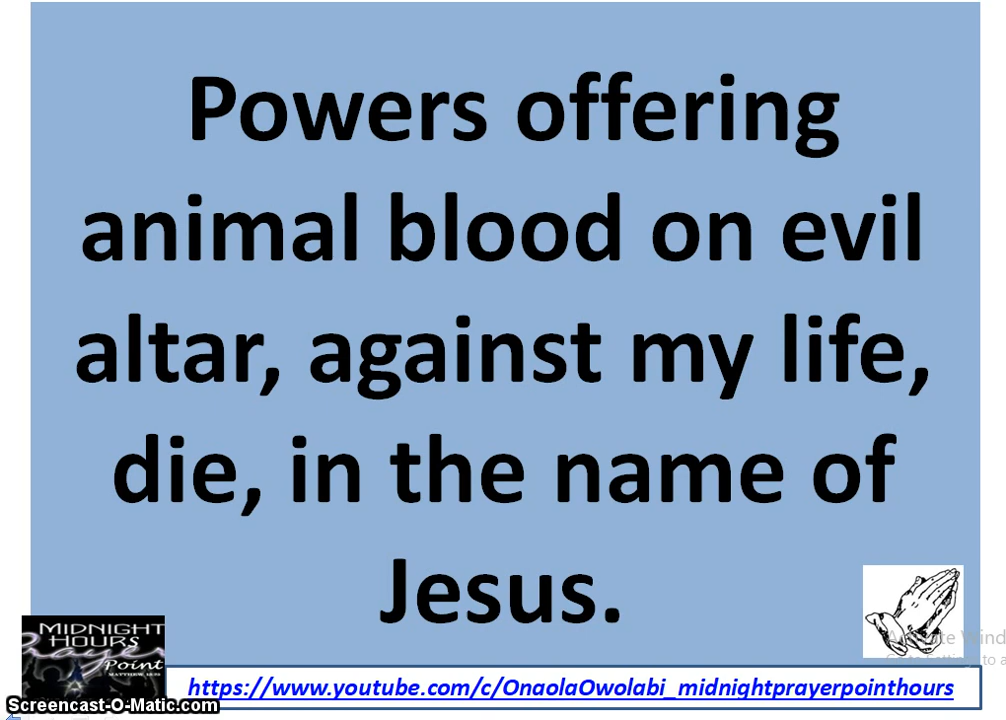 Powers offering
animal blood on evil
altar, against my life,
die, in the name of
Jesus.
MIDNIGHT
HOURS
Prayer
Point
https://www.youtube.com/c/OnaolaOwolabi_midnightprayerpointhours
Screencast-O-Matic.com